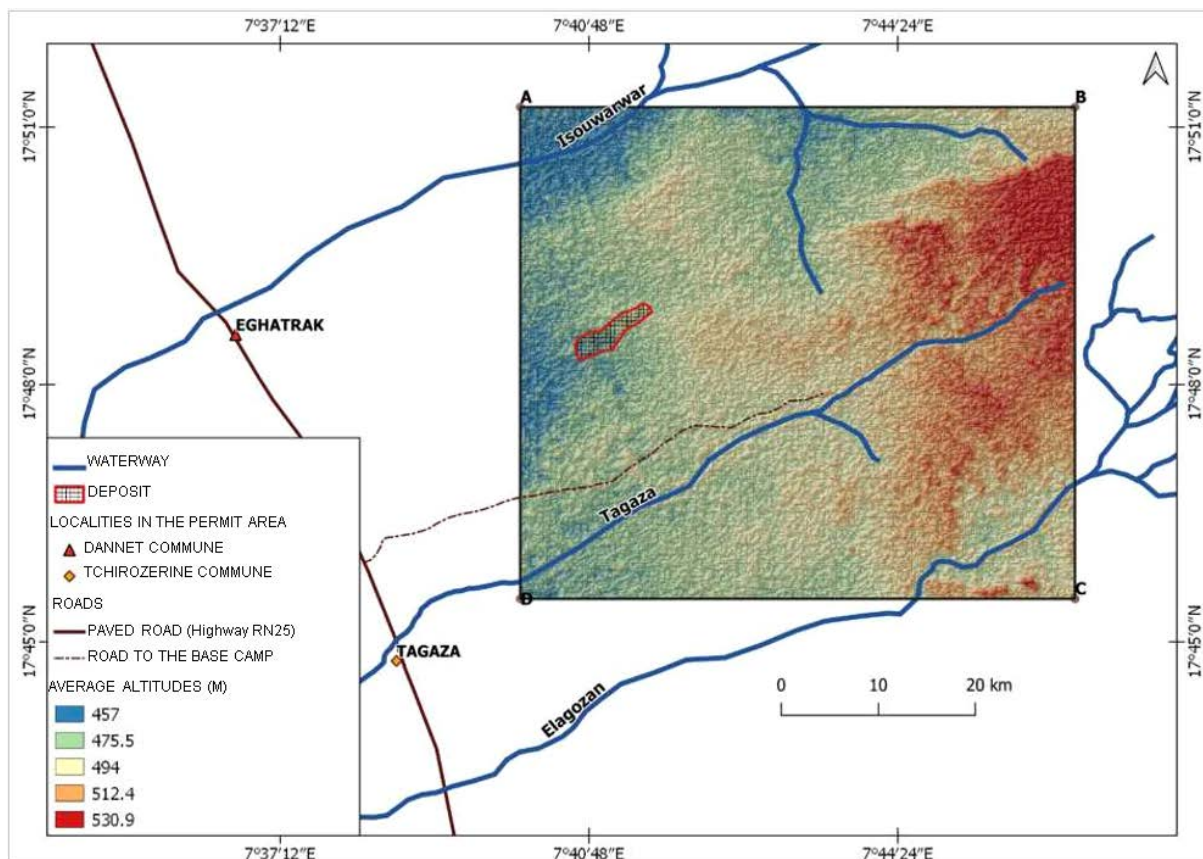 7°37'12"E
7°40'48"E
7°44'24"E
A
B
Isouwarwar
17°51'0"N
17°51'0"N
EGHATRAK
17°48'0"N
17°48'0"N
WATERWAY
DEPOSIT
LOCALITIES IN THE PERMIT AREA
DANNET COMMUNE
TCHIROZERINE COMMUNE
ROADS
PAVED ROAD (Highway RN25)
ROAD TO THE BASE CAMP
AVERAGE ALTITUDES (M)
457
475.5
494
512.4
530.9
Tagaza
D
C
17°45'0"N
17°45'0"N
TAGAZA
Elagozan
0 10 20 km
7°37'12"E
7°40'48"E
7°44'24"E